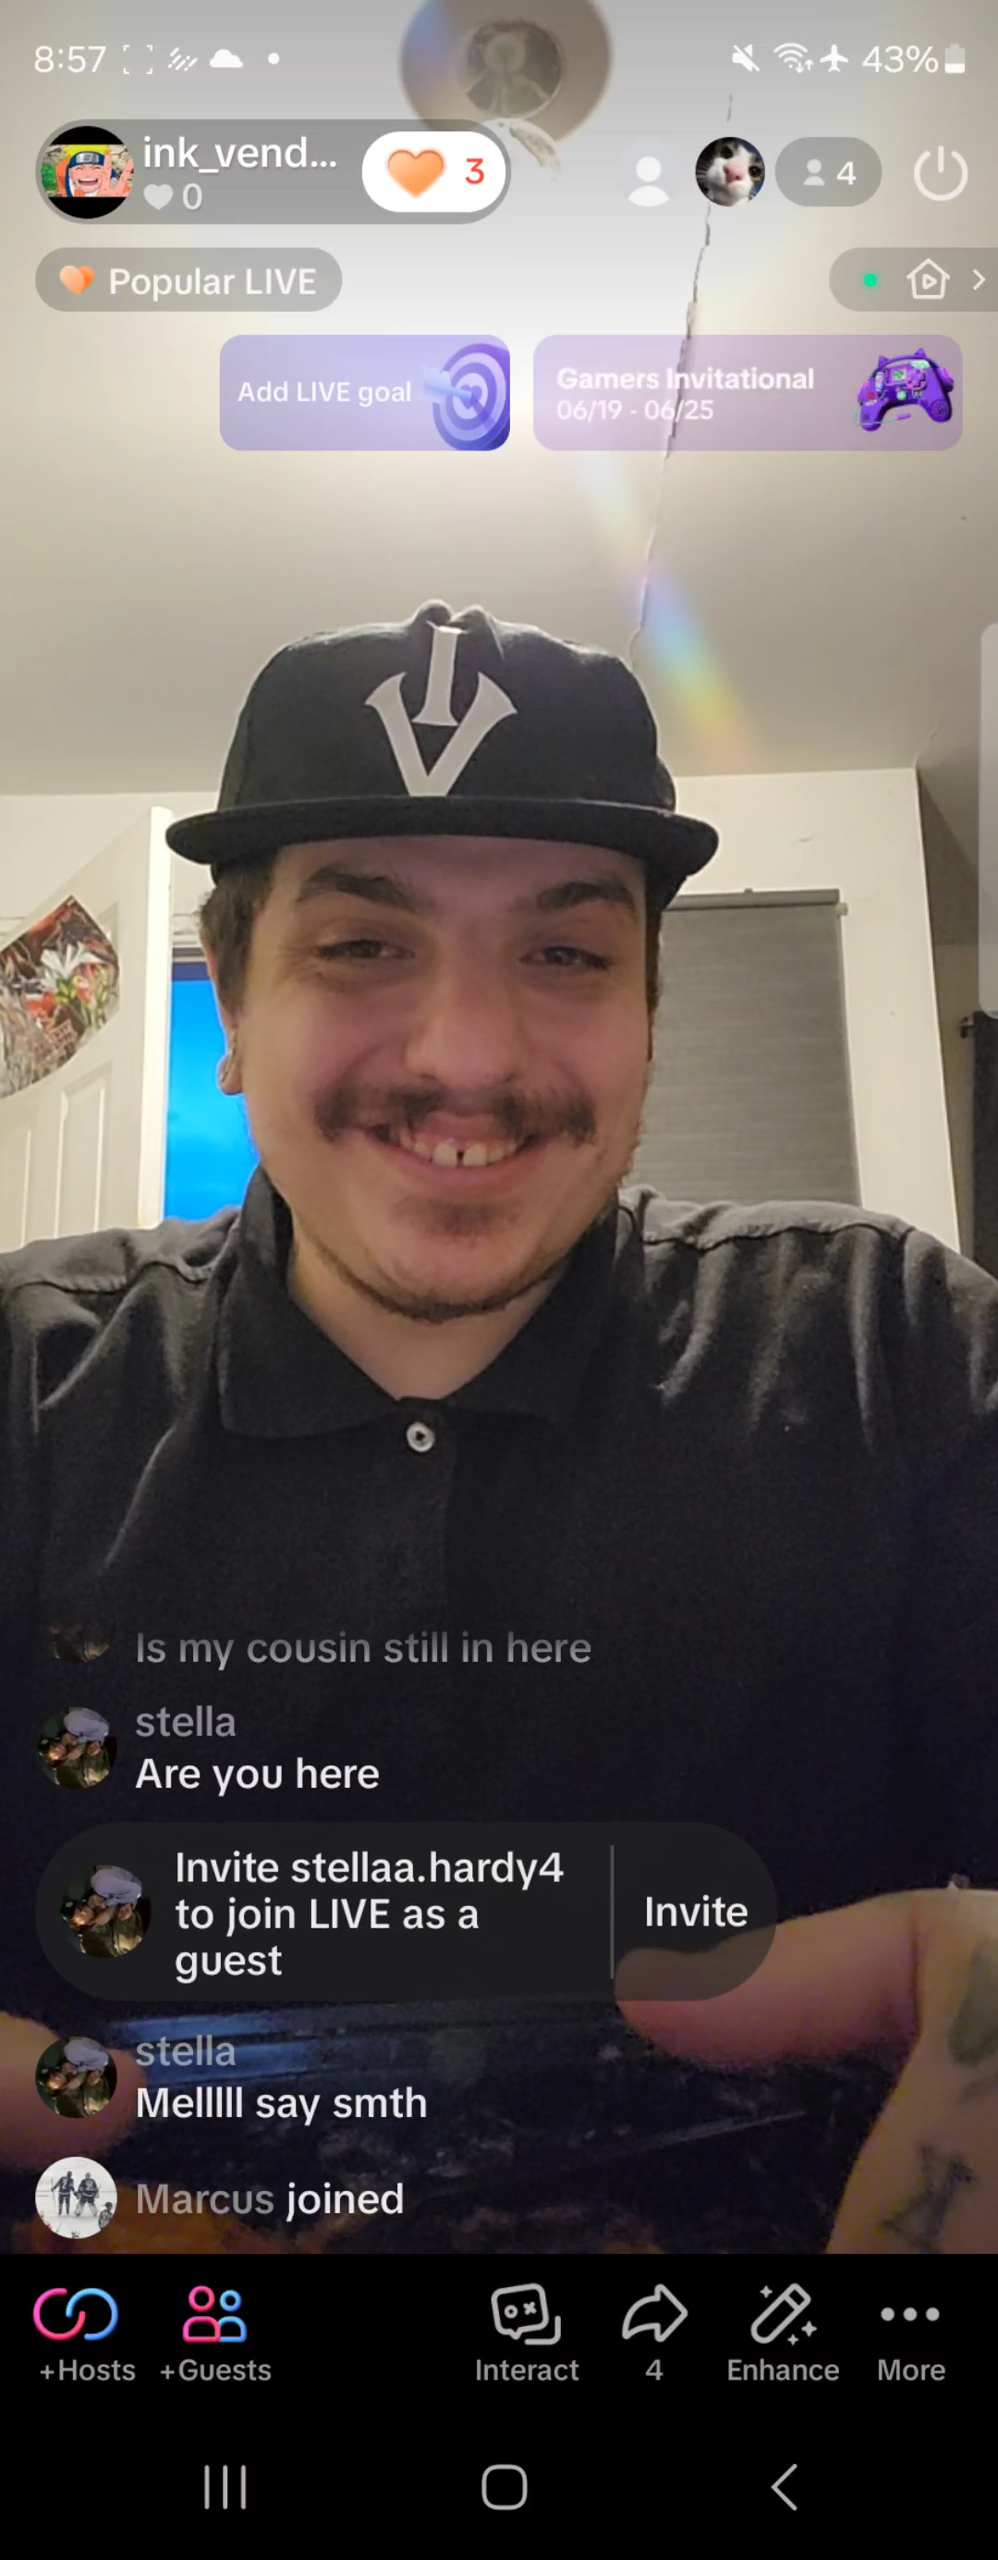 8:57
43%
ink_vend...
0
3
4
Popular LIVE
Add LIVE goal
Gamers Invitational
06/19 - 06/25
IV
Is my cousin still in here
stella
Are you here
Invite stellaa.hardy4
to join LIVE as a
guest
Invite
stella
Melllll say smth
Marcus joined
+Hosts
+Guests
Interact
4
Enhance
More